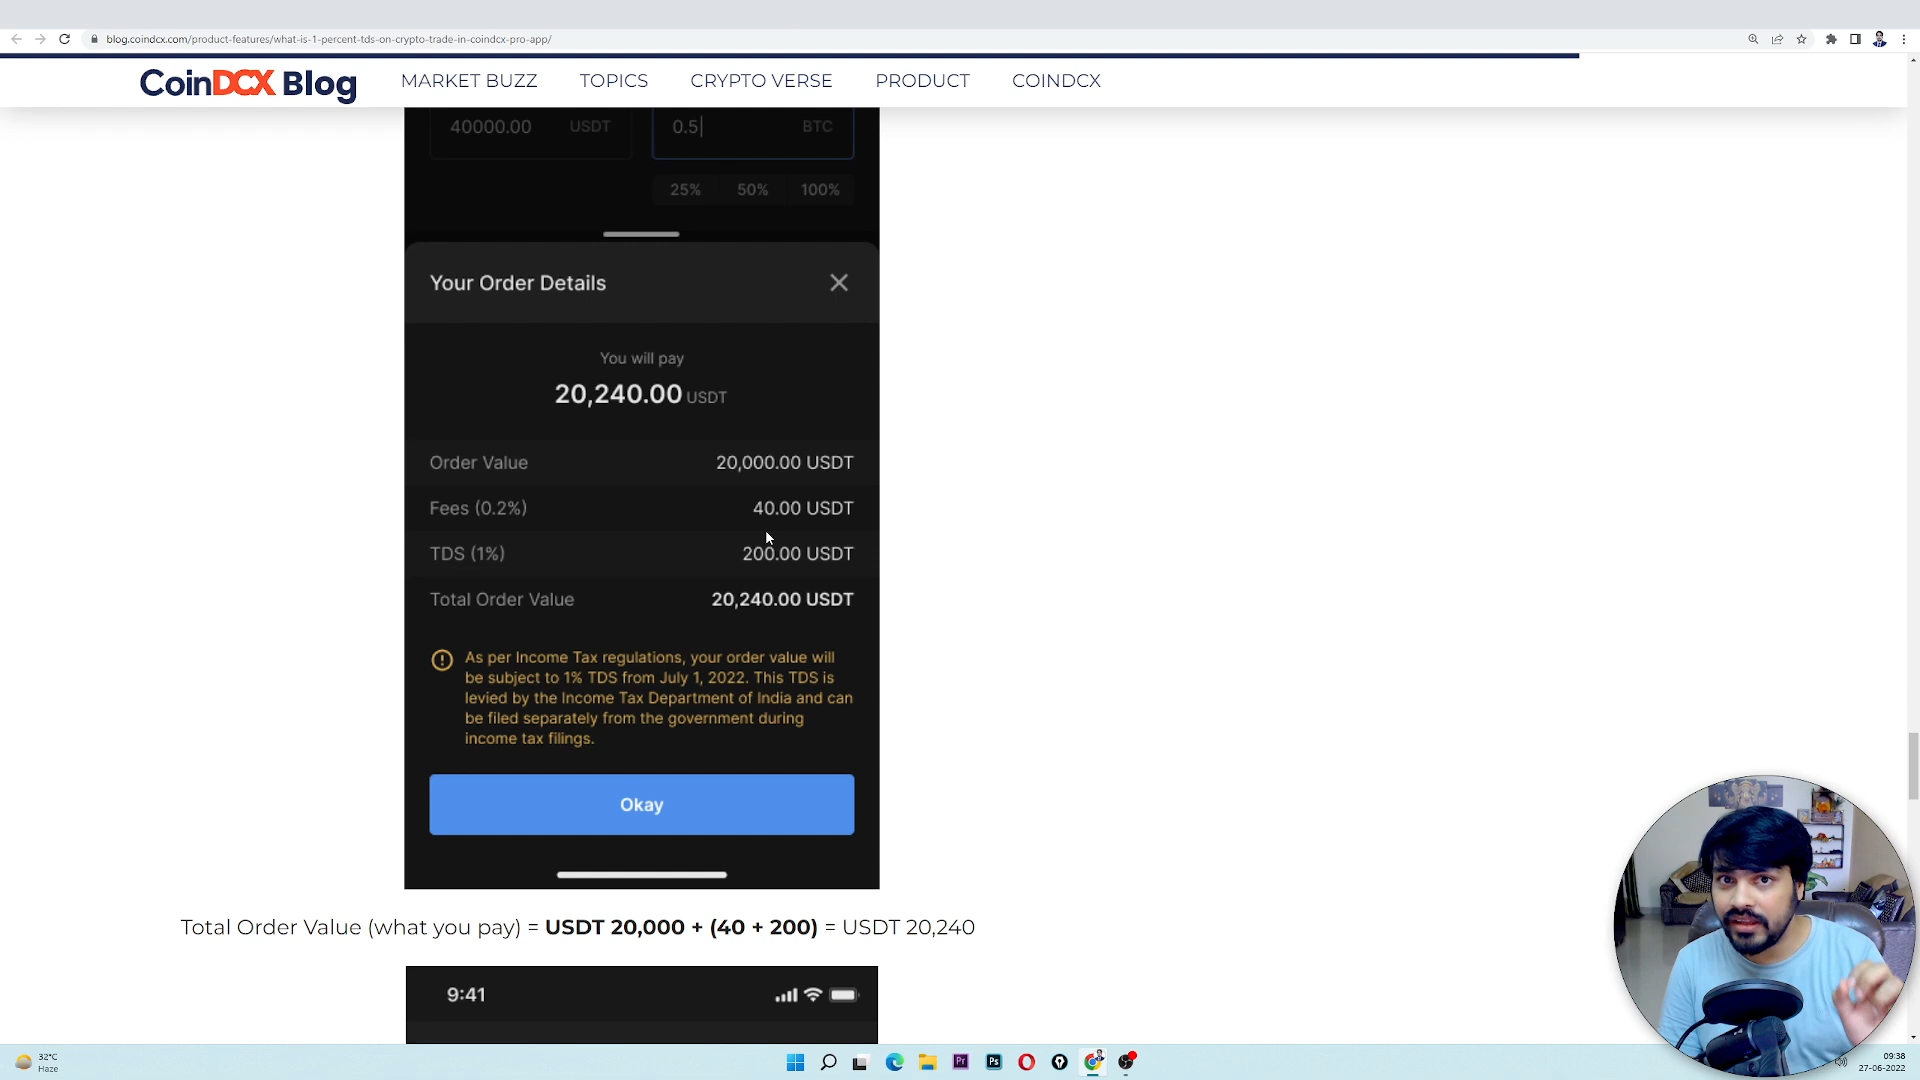 blog.coindcx.com/product-features/what-is-1-percent-tds-on-crypto-trade-in-coindcx-pro-app/
CoinDCX Blog
MARKET BUZZ
TOPICS
CRYPTO VERSE
PRODUCT
COINDCX
40000.00 USDT
0.5 BTC
25% 50% 100%
Your Order Details
You will pay
20,240.00 USDT
Order Value 20,000.00 USDT
Fees (0.2%) 40.00 USDT
TDS (1%) 200.00 USDT
Total Order Value 20,240.00 USDT
As per Income Tax regulations, your order value will
be subject to 1% TDS from July 1, 2022. This TDS is
levied by the Income Tax Department of India and can
be filed separately from the government during
income tax filings.
Okay
Total Order Value (what you pay) = USDT 20,000 + (40 + 200) = USDT 20,240
9:41
32°C
Haze
Pr
Ps
09:38
27-06-2022